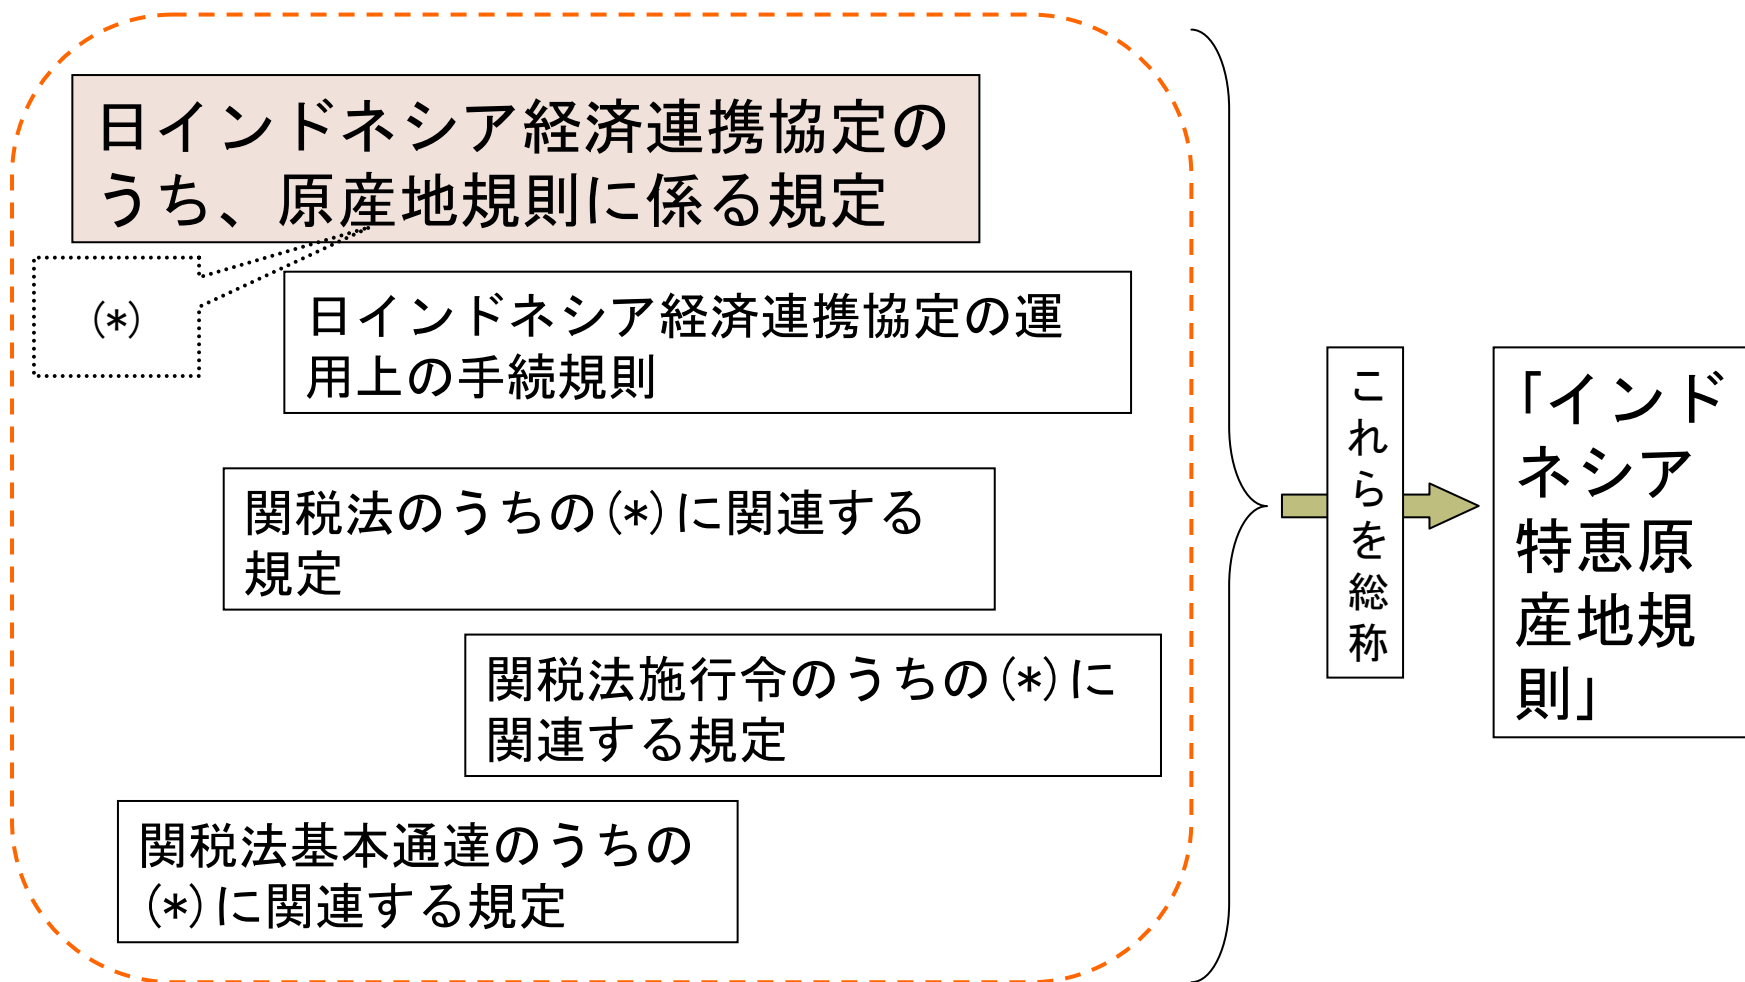 日インドネシア経済連携協定の
うち、原産地規則に係る規定
(*)
日インドネシア経済連携協定の運
用上の手続規則
関税法のうちの(*)に関連する
規定
関税法施行令のうちの(*)に
関連する規定
関税法基本通達のうちの
(*)に関連する規定
これらを総称
「インド
ネシア
特恵原
産地規
則」